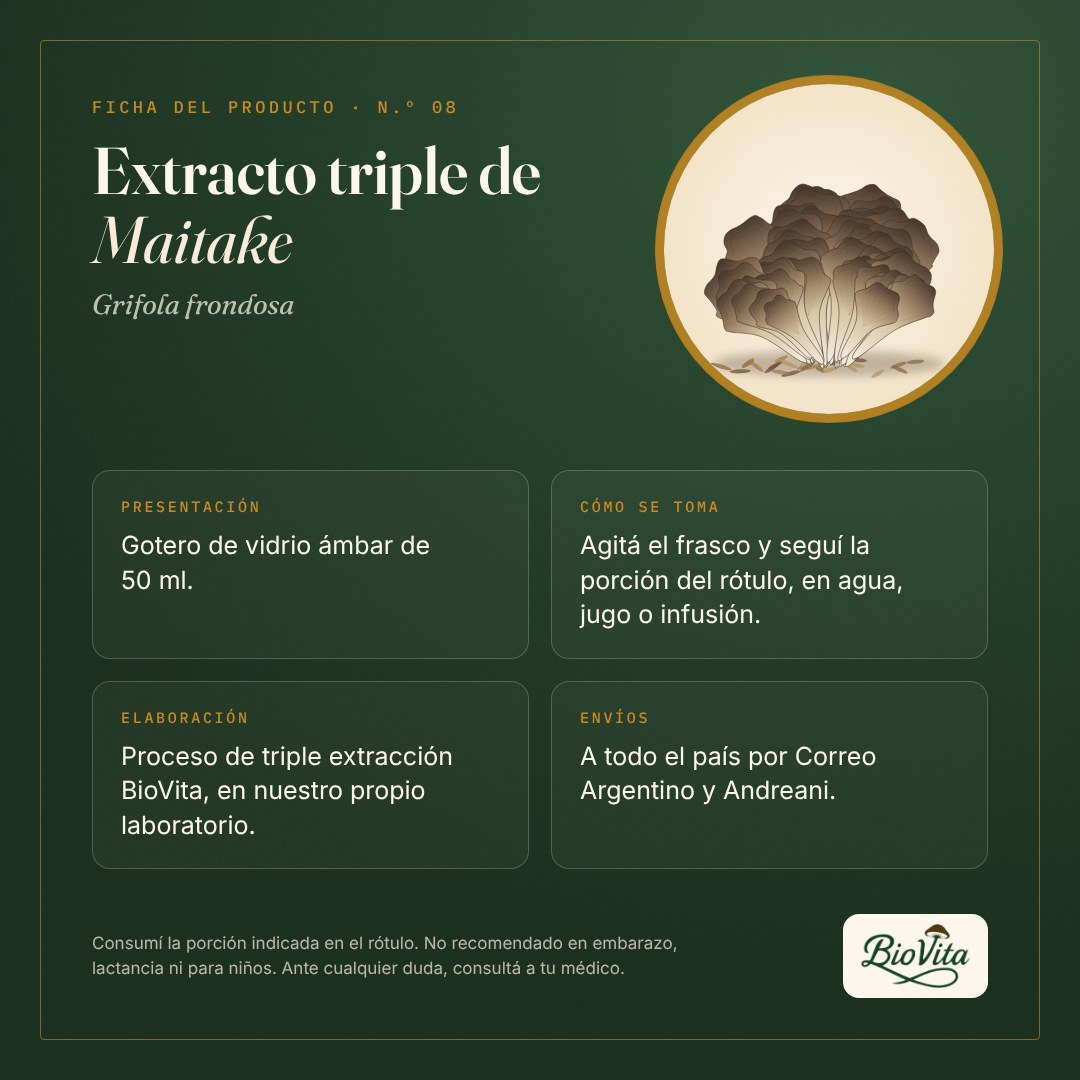 FICHA DEL PRODUCTO · N.º 08
Extracto triple de
Maitake
Grifola frondosa
PRESENTACIÓN
Gotero de vidrio ámbar de
50 ml.
CÓMO SE TOMA
Agitá el frasco y seguí la
porción del rótulo, en agua,
jugo o infusión.
ELABORACIÓN
Proceso de triple extracción
BioVita, en nuestro propio
laboratorio.
ENVÍOS
A todo el país por Correo
Argentino y Andreani.
Consumí la porción indicada en el rótulo. No recomendado en embarazo,
lactancia ni para niños. Ante cualquier duda, consultá a tu médico.
BioVita